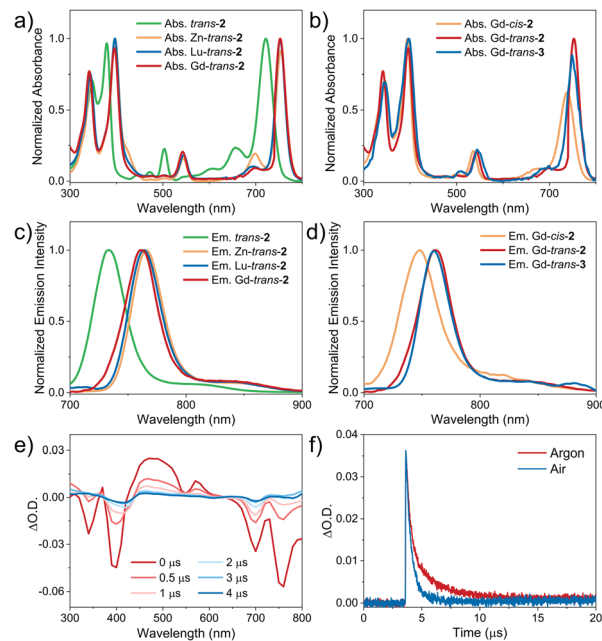 a)
Abs. trans-2
Abs. Zn-trans-2
Abs. Lu-trans-2
Abs. Gd-trans-2
Normalized Absorbance
1.0
0.5
0.0
300 400 500 600 700
Wavelength (nm)
b)
Abs. Gd-cis-2
Abs. Gd-trans-2
Abs. Gd-trans-3
Normalized Absorbance
1.0
0.5
0.0
300 400 500 600 700
Wavelength (nm)
c)
Em. trans-2
Em. Zn-trans-2
Em. Lu-trans-2
Em. Gd-trans-2
Normalized Emission Intensity
1.0
0.5
0.0
700 800 900
Wavelength (nm)
d)
Em. Gd-cis-2
Em. Gd-trans-2
Em. Gd-trans-3
Normalized Emission Intensity
1.0
0.5
0.0
700 800 900
Wavelength (nm)
e)
ΔO.D.
0.03
0.00
-0.03
-0.06
0 µs 2 µs
0.5 µs 3 µs
1 µs 4 µs
300 400 500 600 700 800
Wavelength (nm)
f)
Argon
Air
ΔO.D.
0.04
0.03
0.02
0.01
0.00
0 5 10 15 20
Time (µs)